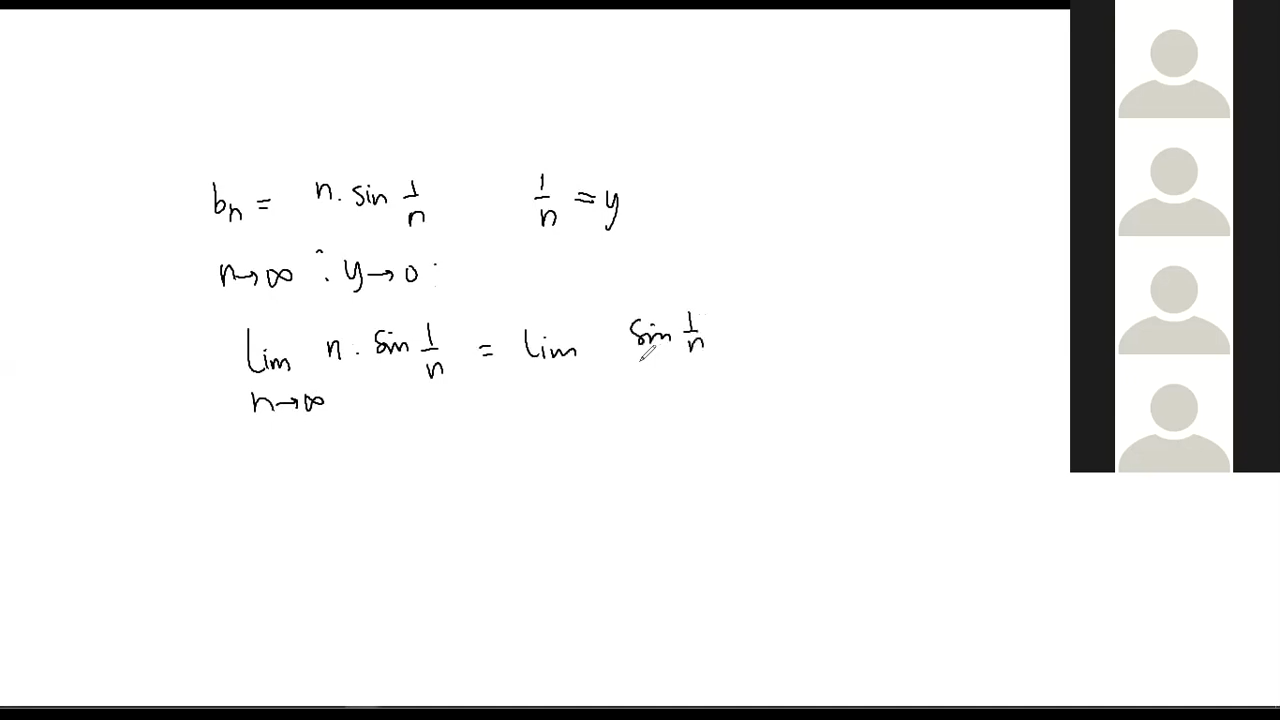 bn = n. sin 1/n 1/n = y
n→∞ : y→0 :
lim n→∞ n. sin 1/n = lim sin 1/n